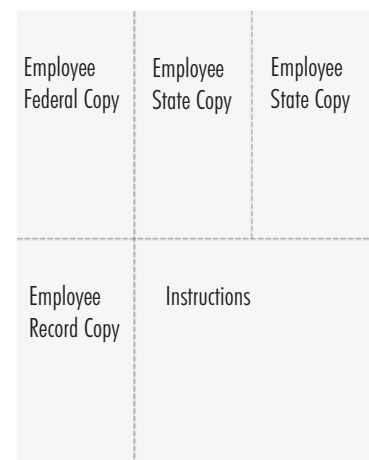 Employee
Federal Copy
Employee
State Copy
Employee
State Copy
Employee
Record Copy
Instructions